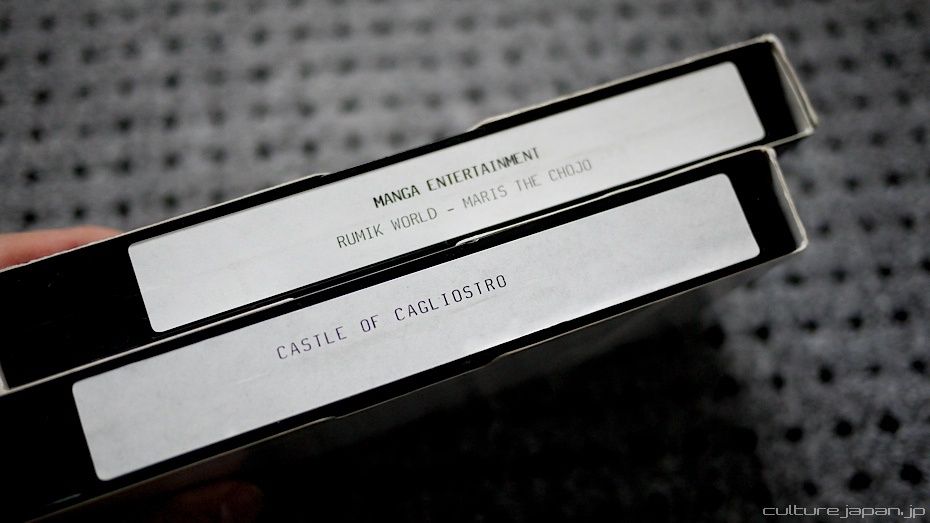 MANGA ENTERTAINMENT
RUMIK WORLD - MARIS THE CHOJO
CASTLE OF CAGLIOSTRO
culture.japan.jp